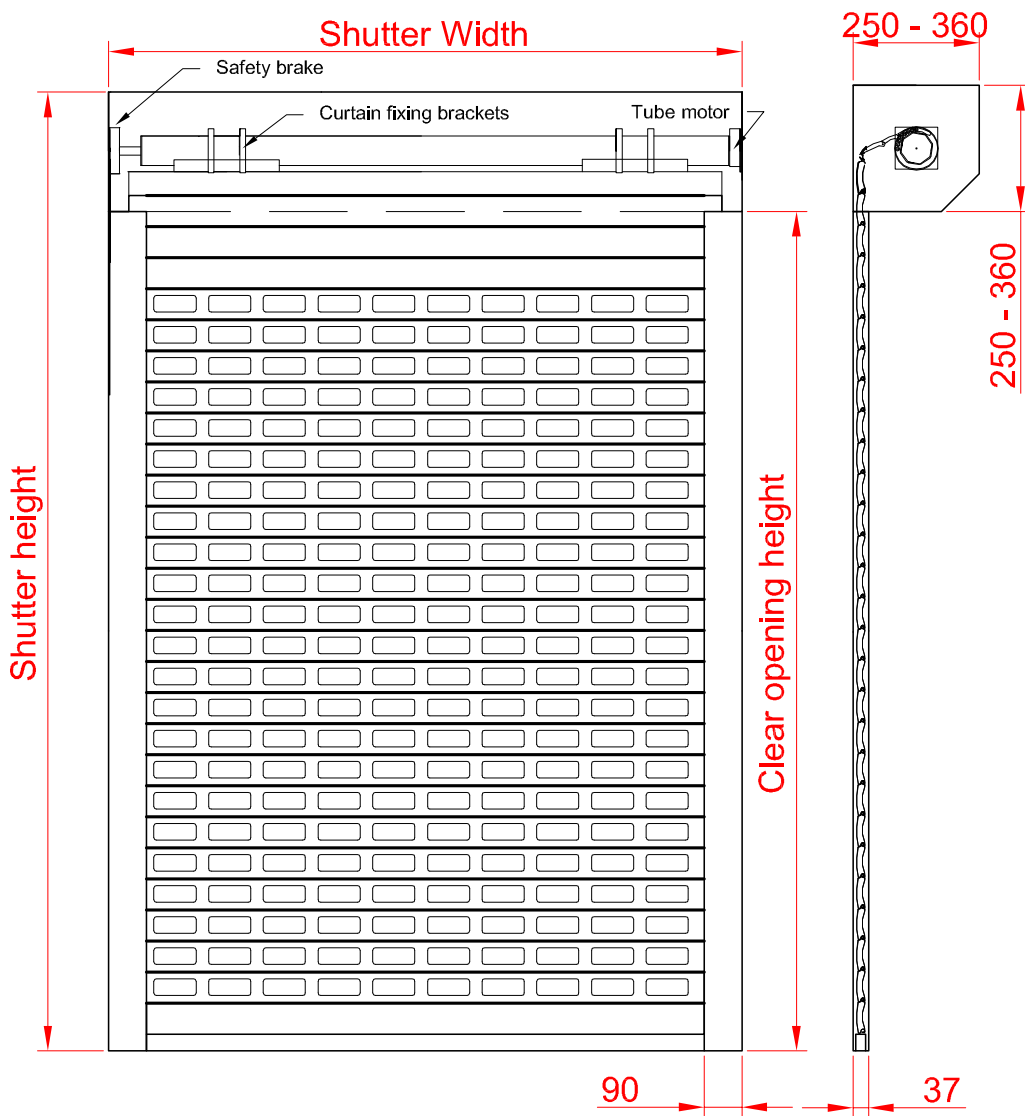 Shutter Width
250 - 360
Safety brake
Curtain fixing brackets
Tube motor
250 - 360
Shutter height
Clear opening height
90
37